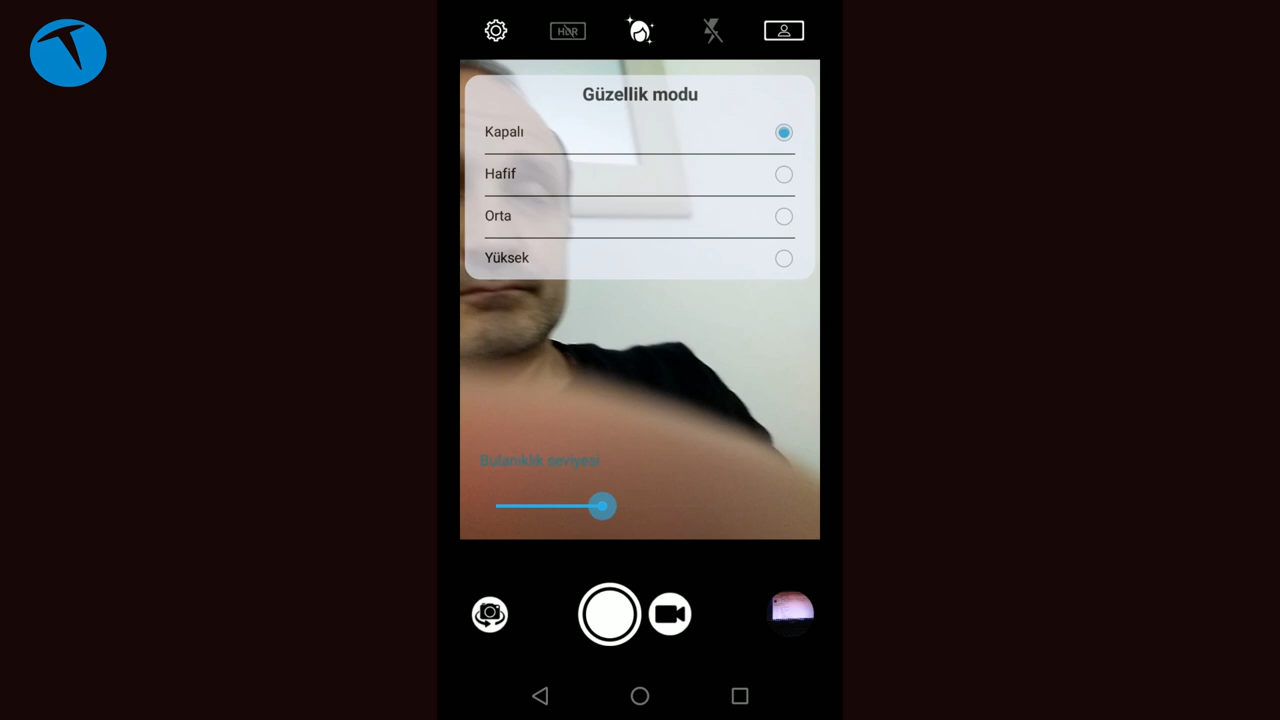 HDR
Güzellik modu
Kapalı
Hafif
Orta
Yüksek
Bulanıklık seviyesi